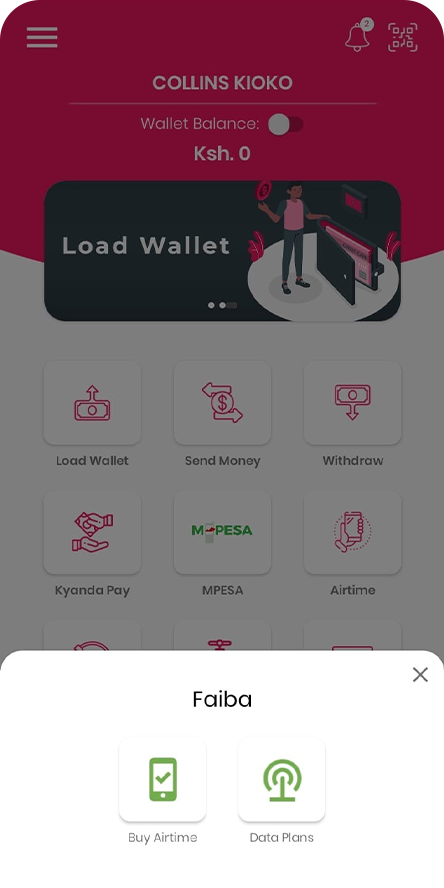 2
COLLINS KIOKO
Wallet Balance:
Ksh. 0
Load Wallet
Load Wallet
Send Money
Withdraw
M-PESA
Kyanda Pay
MPESA
Airtime
Faiba
Buy Airtime
Data Plans